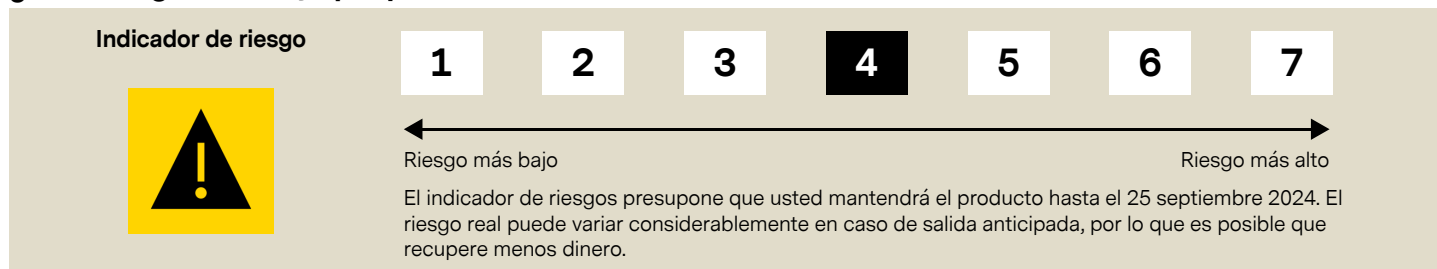 Indicador de riesgo
1 2 3 4 5 6 7
Riesgo más bajo Riesgo más alto
El indicador de riesgos presupone que usted mantendrá el producto hasta el 25 septiembre 2024. El
riesgo real puede variar considerablemente en caso de salida anticipada, por lo que es posible que
recupere menos dinero.